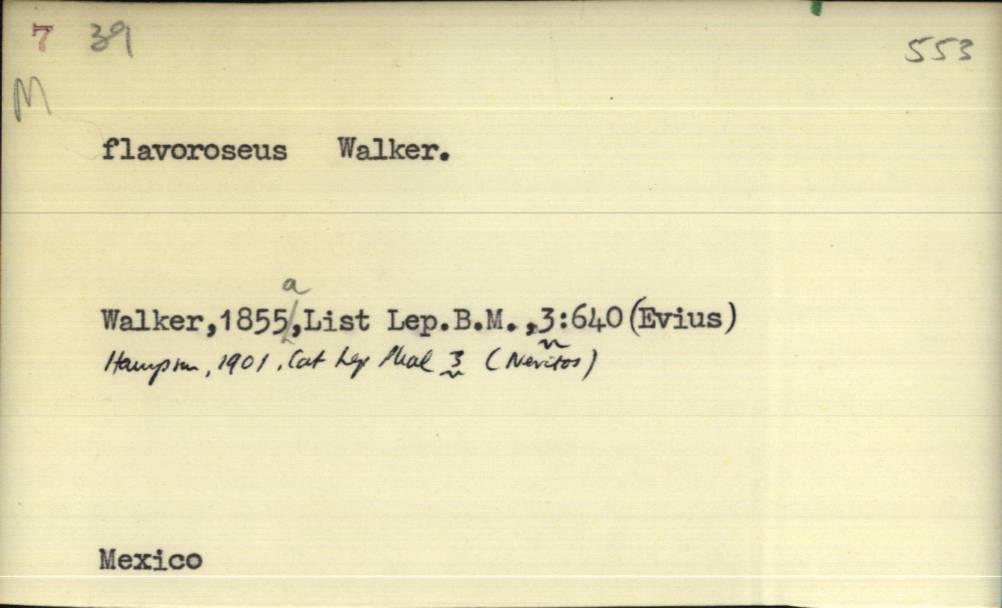 7 39 553
M
flavoroseus Walker.
a
Walker,1855,List Lep.B.M.,3:640(Evius)
Hampson, 1901, Cat Lep Phal 3 (Neritos)
Mexico